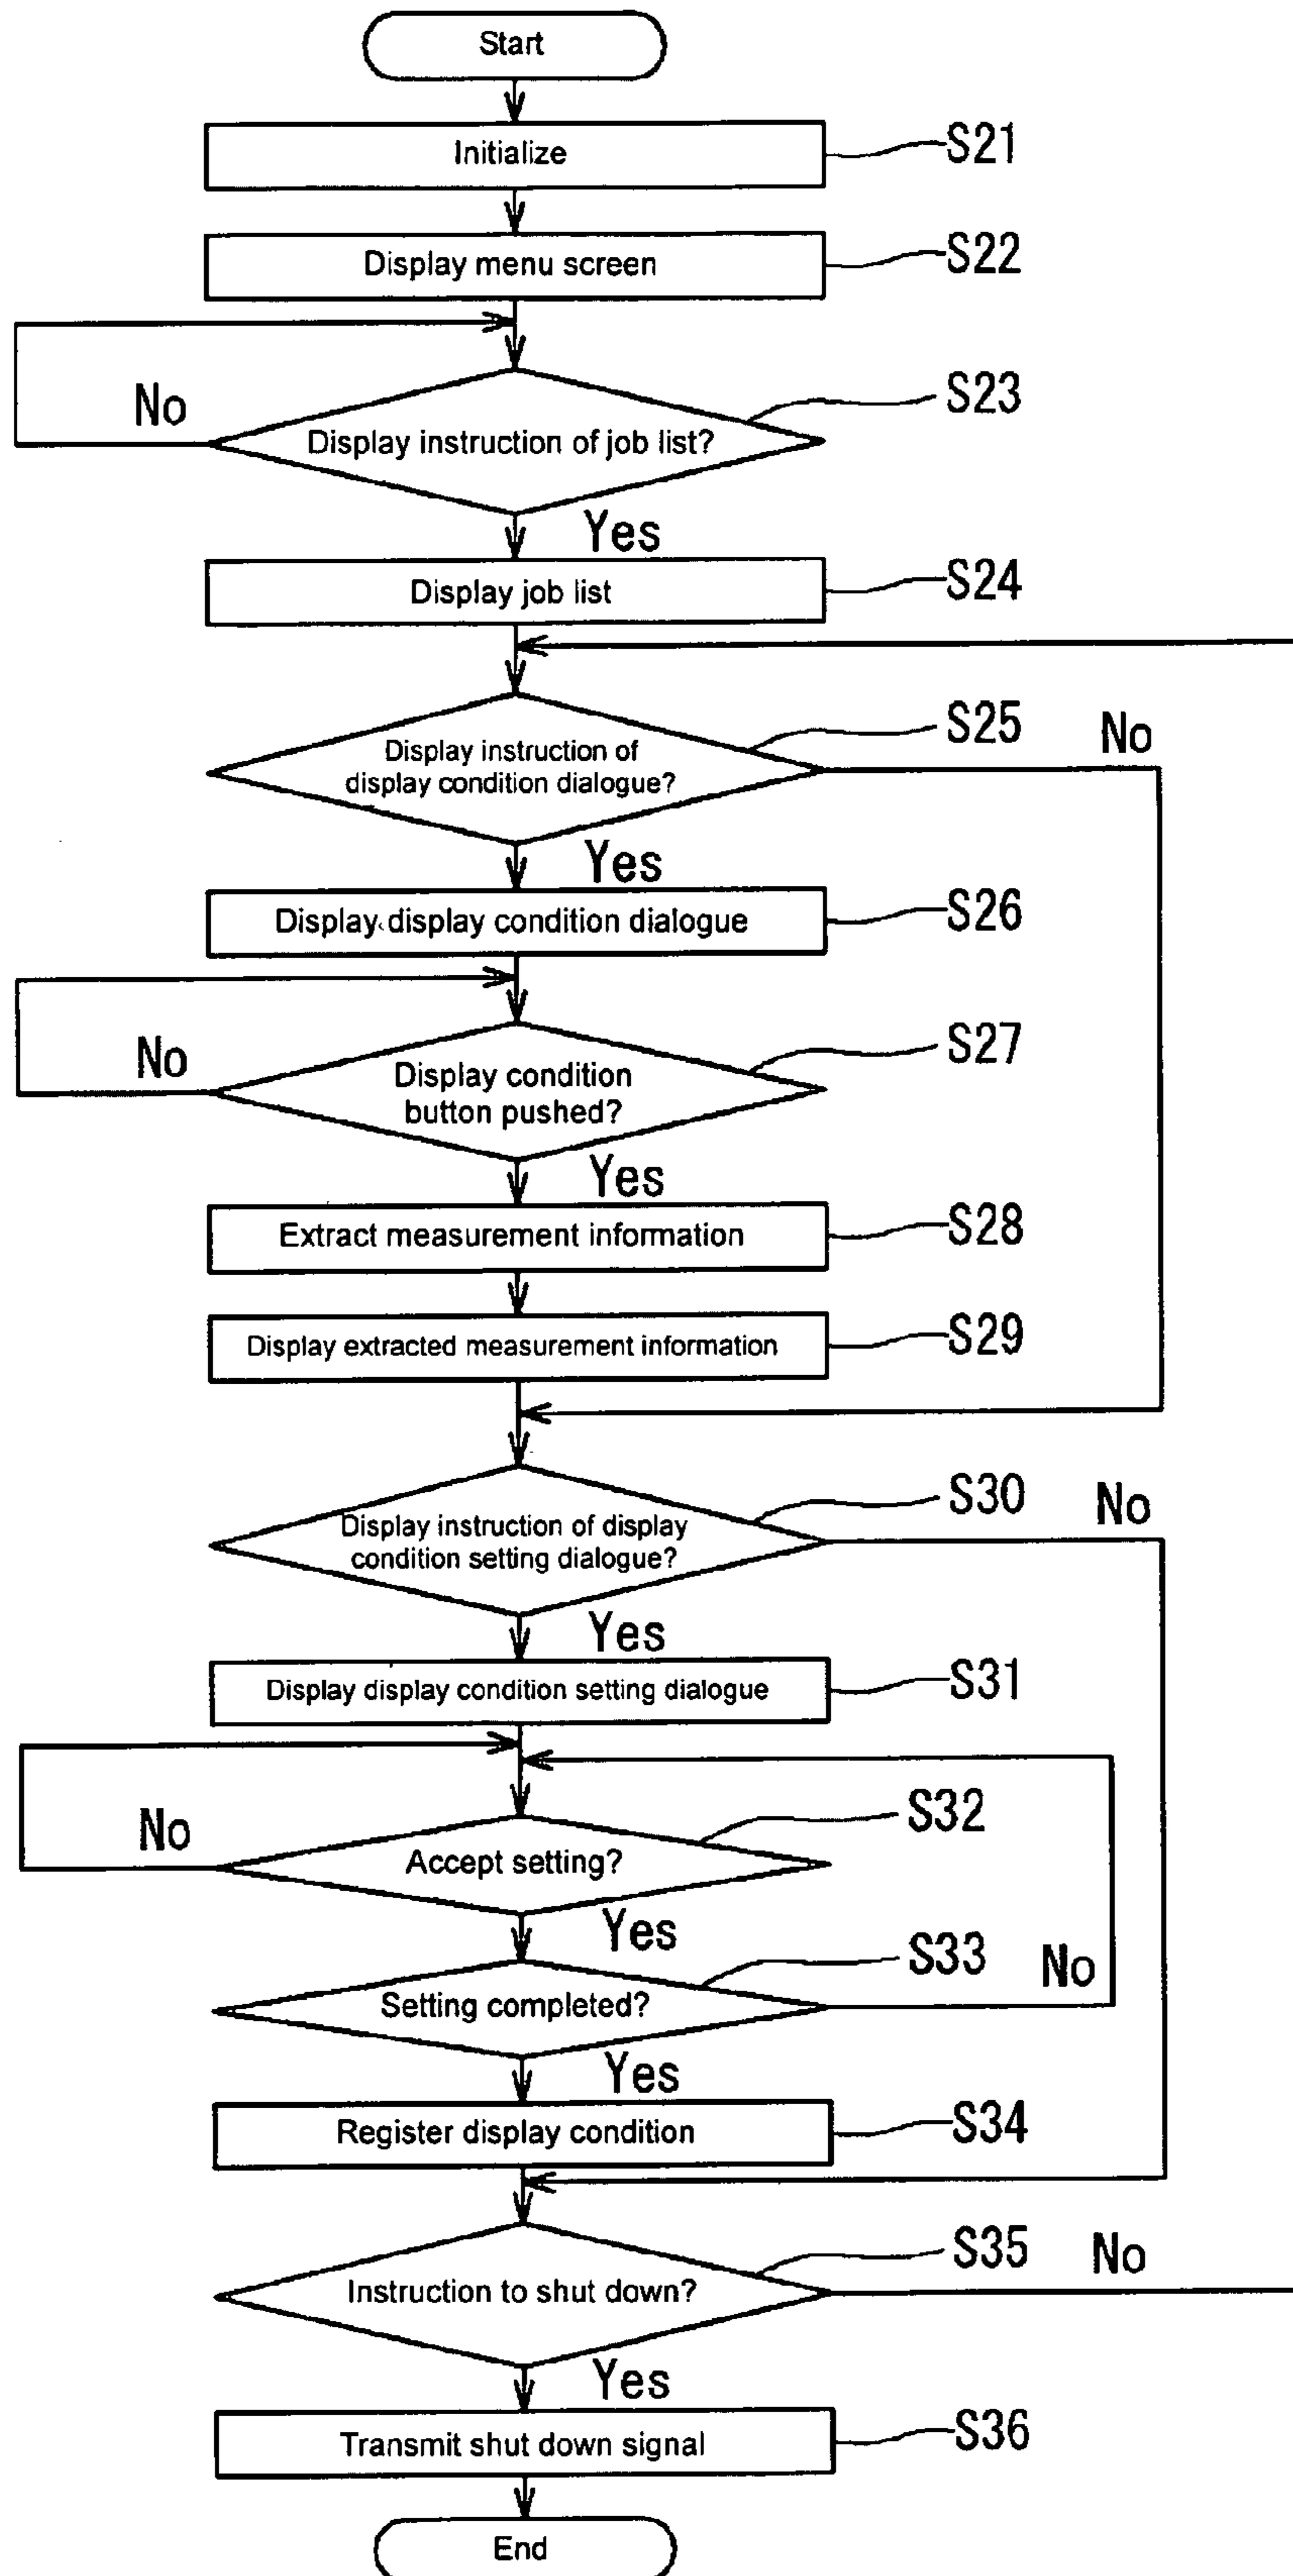 Start
Initialize
S21
Display menu screen
S22
No
Display instruction of job list?
S23
Yes
Display job list
S24
Display instruction of
display condition dialogue?
S25
No
Yes
Display display condition dialogue
S26
No
Display condition
button pushed?
S27
Yes
Extract measurement information
S28
Display extracted measurement information
S29
Display instruction of display
condition setting dialogue?
S30
No
Yes
Display display condition setting dialogue
S31
No
Accept setting?
S32
Yes
Setting completed?
S33
No
Yes
Register display condition
S34
Instruction to shut down?
S35
No
Yes
Transmit shut down signal
S36
End